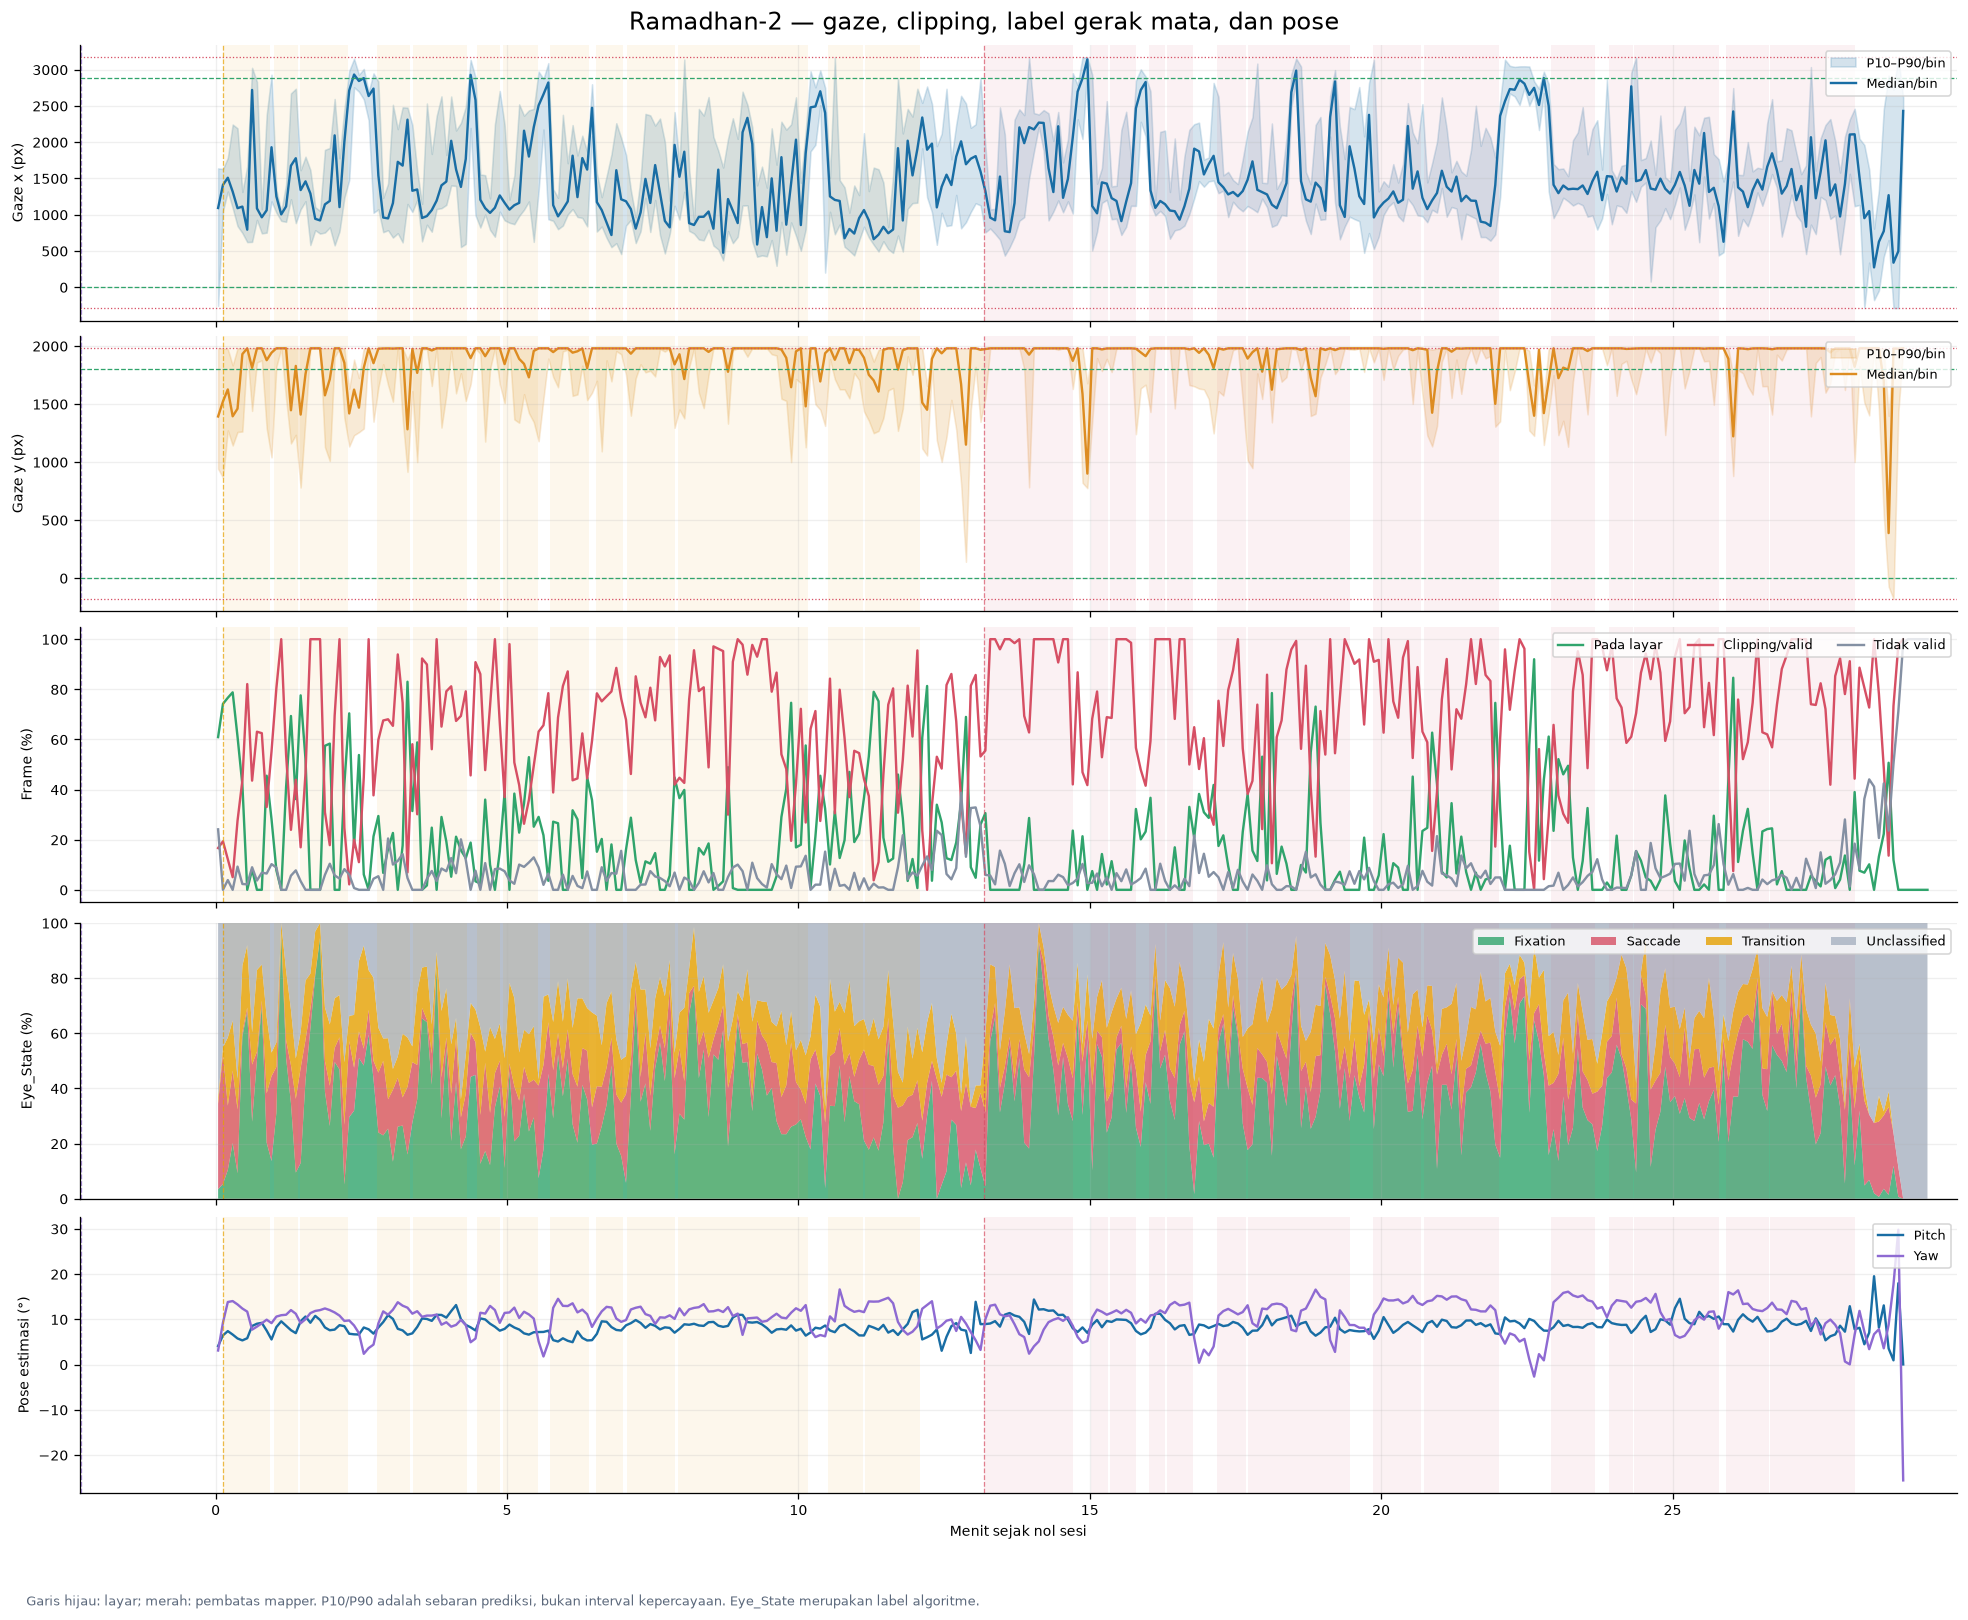 Ramadhan-2 — gaze, clipping, label gerak mata, dan pose
Gaze x (px)
3000
2500
2000
1500
1000
500
0
P10–P90/bin
Median/bin
Gaze y (px)
2000
1500
1000
500
0
P10–P90/bin
Median/bin
Frame (%)
100
80
60
40
20
0
Pada layar
Clipping/valid
Tidak valid
Eye_State (%)
100
80
60
40
20
0
Fixation
Saccade
Transition
Unclassified
Pose estimasi (°)
30
20
10
0
−10
−20
Pitch
Yaw
0
5
10
15
20
25
Menit sejak nol sesi
Garis hijau: layar; merah: pembatas mapper. P10/P90 adalah sebaran prediksi, bukan interval kepercayaan. Eye_State merupakan label algoritme.